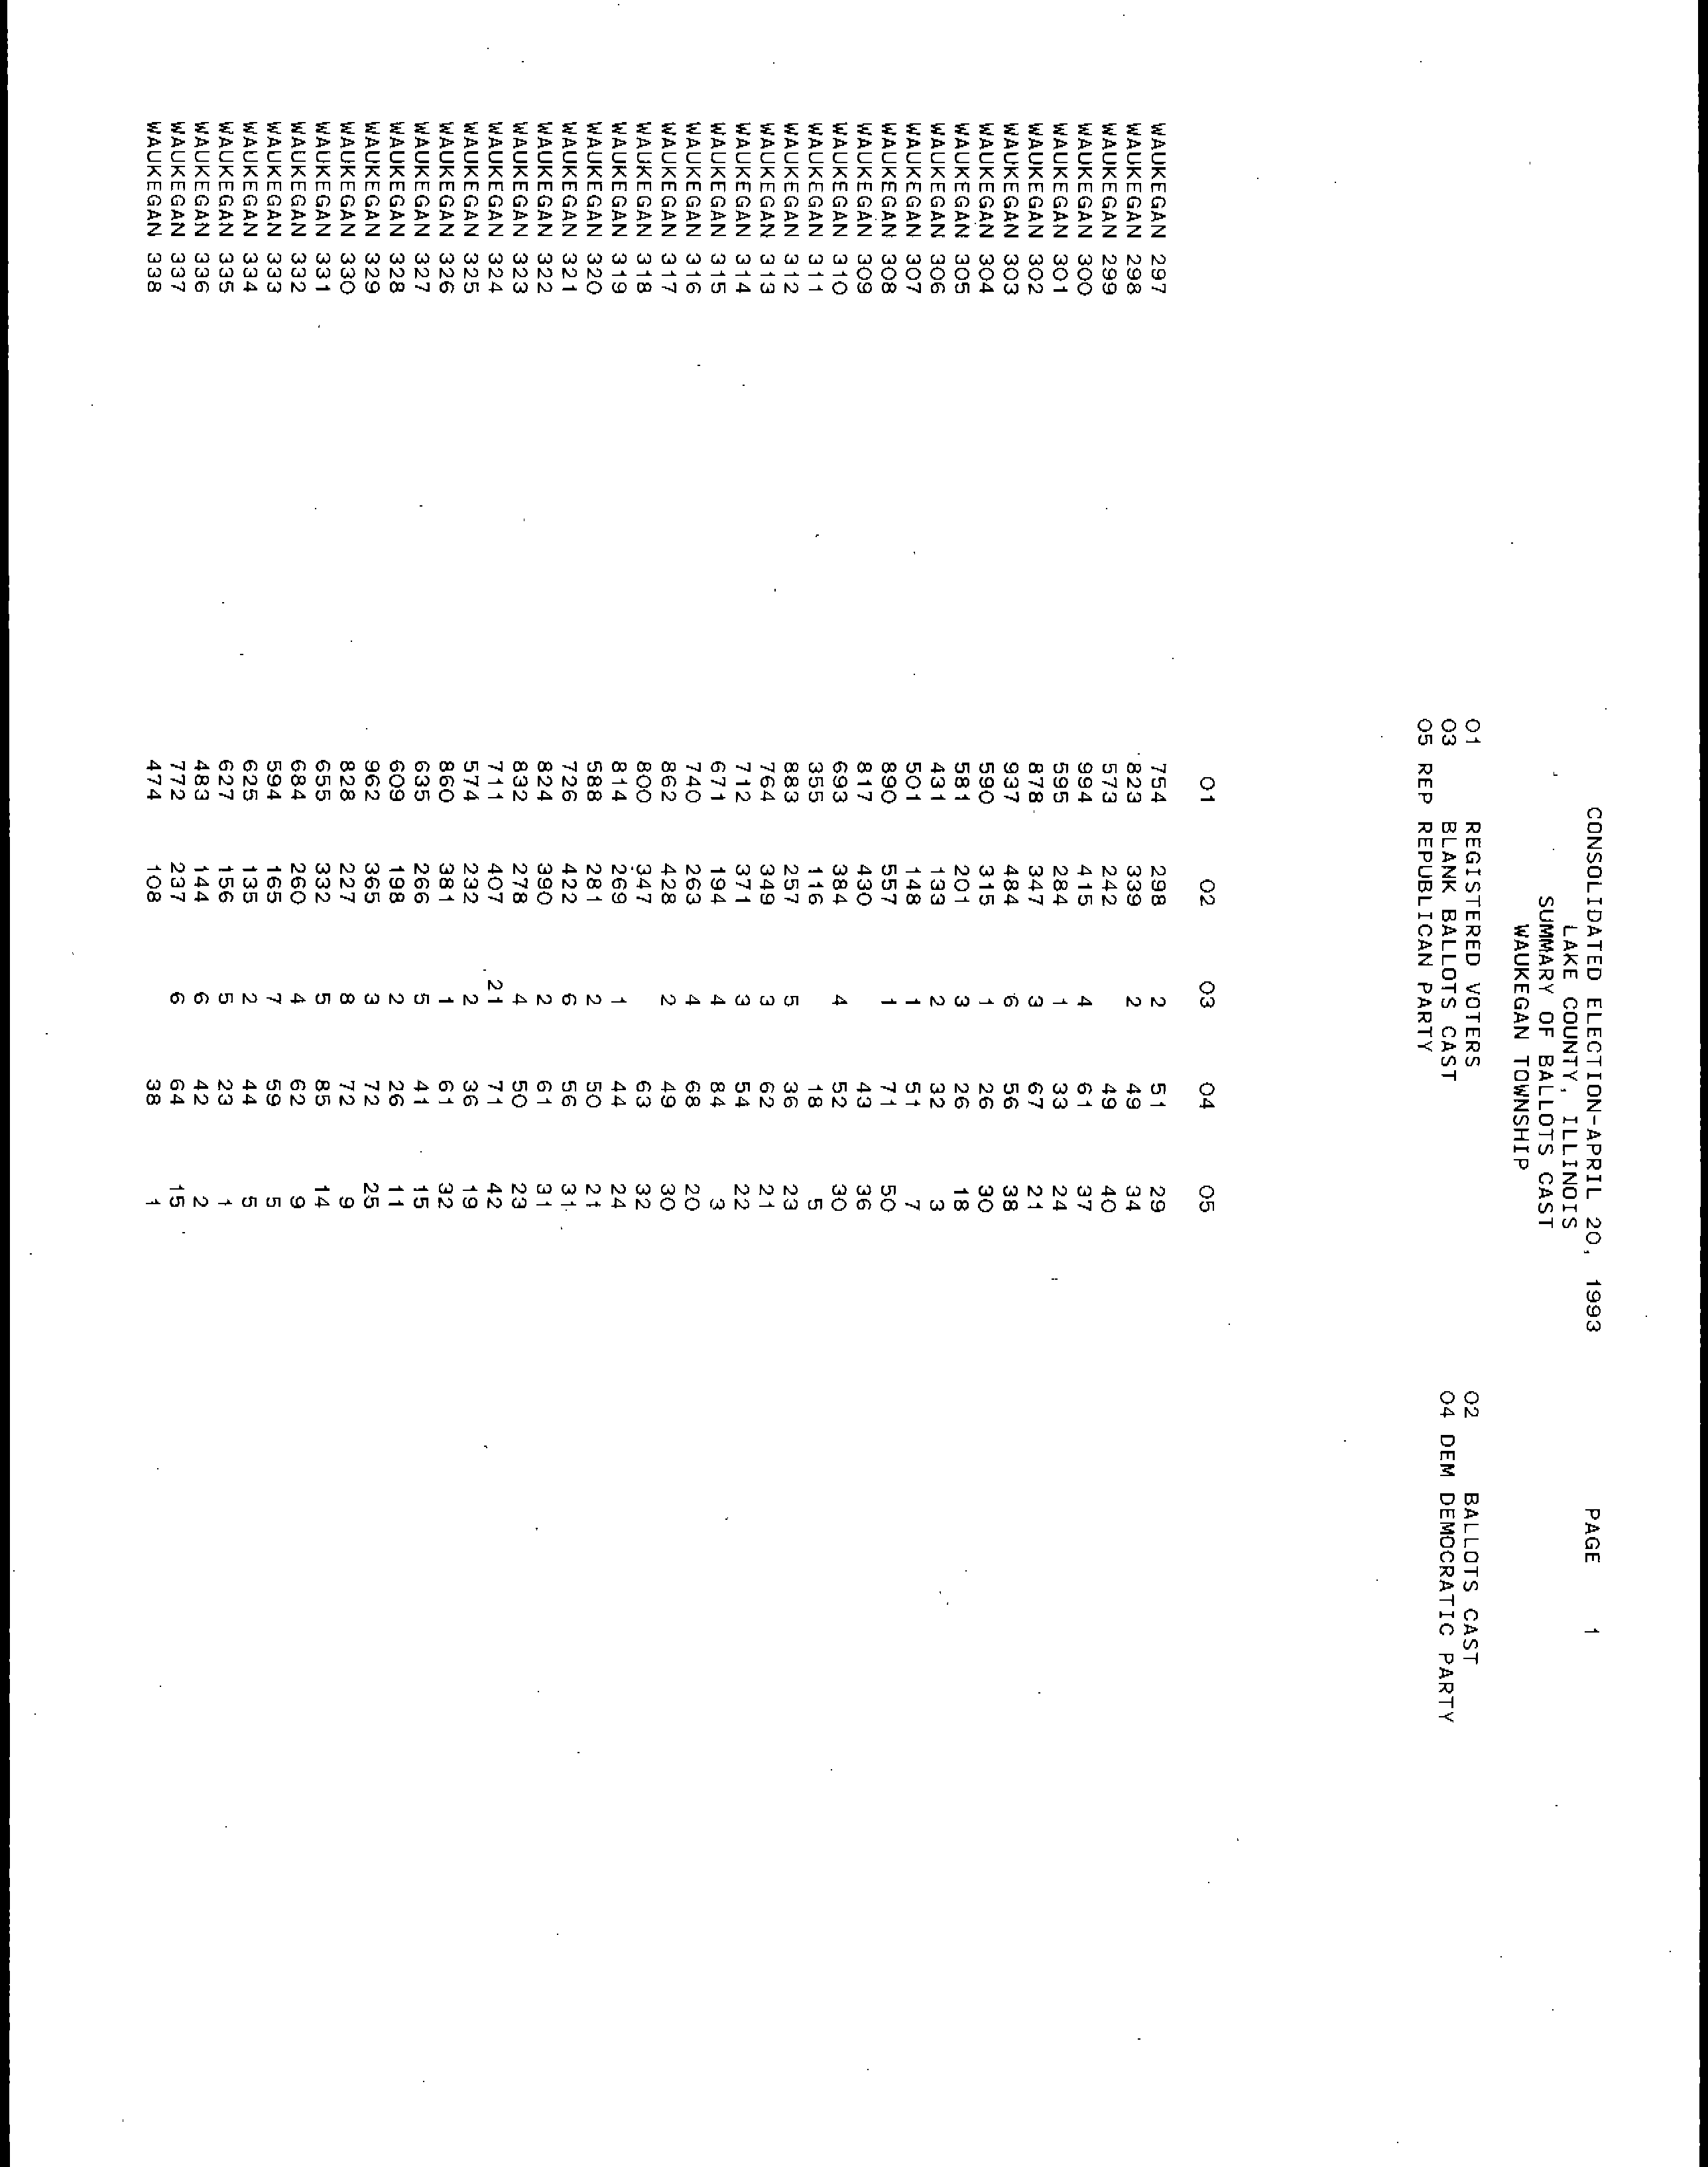 CONSOLIDATED ELECTION-APRIL 20, 1993 PAGE 1
LAKE COUNTY, ILLINOIS
SUMMARY OF BALLOTS CAST
WAUKEGAN TOWNSHIP
01 REGISTERED VOTERS 02 BALLOTS CAST
03 BLANK BALLOTS CAST 04 DEM DEMOCRATIC PARTY
05 REP REPUBLICAN PARTY
01 02 03 04 05
WAUKEGAN 297 754 298 2 51 29
WAUKEGAN 298 823 339 2 49 34
WAUKEGAN 299 573 242 49 40
WAUKEGAN 300 994 415 4 61 37
WAUKEGAN 301 595 284 1 33 24
WAUKEGAN 302 878 347 3 67 21
WAUKEGAN 303 937 484 6 56 38
WAUKEGAN 304 590 315 1 26 30
WAUKEGAN 305 581 201 3 26 18
WAUKEGAN 306 431 133 2 32 3
WAUKEGAN 307 501 148 1 51 7
WAUKEGAN 308 890 557 1 71 50
WAUKEGAN 309 817 430 43 36
WAUKEGAN 310 693 384 4 52 30
WAUKEGAN 311 355 116 18 5
WAUKEGAN 312 883 257 5 36 23
WAUKEGAN 313 764 349 3 62 21
WAUKEGAN 314 712 371 3 54 22
WAUKEGAN 315 671 194 4 84 3
WAUKEGAN 316 740 263 4 68 20
WAUKEGAN 317 862 428 2 49 30
WAUKEGAN 318 800 347 63 32
WAUKEGAN 319 814 269 1 44 24
WAUKEGAN 320 588 281 2 50 21
WAUKEGAN 321 726 422 6 56 31
WAUKEGAN 322 824 390 2 61 31
WAUKEGAN 323 832 278 4 50 23
WAUKEGAN 324 711 407 21 71 42
WAUKEGAN 325 574 232 2 36 19
WAUKEGAN 326 860 381 1 61 32
WAUKEGAN 327 635 266 5 41 15
WAUKEGAN 328 609 198 2 26 11
WAUKEGAN 329 962 365 3 72 25
WAUKEGAN 330 828 227 8 72 9
WAUKEGAN 331 655 332 5 85 14
WAUKEGAN 332 684 260 4 62 9
WAUKEGAN 333 594 165 7 59 5
WAUKEGAN 334 625 135 2 44 5
WAUKEGAN 335 627 156 5 23 1
WAUKEGAN 336 483 144 6 42 2
WAUKEGAN 337 772 237 6 64 15
WAUKEGAN 338 474 108 38 1